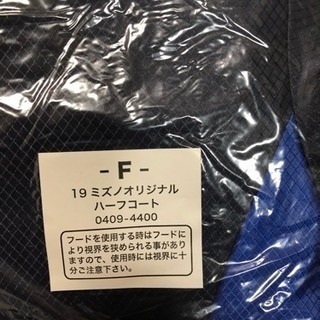 - F -
19 ミズノオリジナル
ハーフコート
0409-4400
フードを使用する時はフードに
より視界を狭められる事があり
ますので、使用時には視界に十
分ご注意下さい。